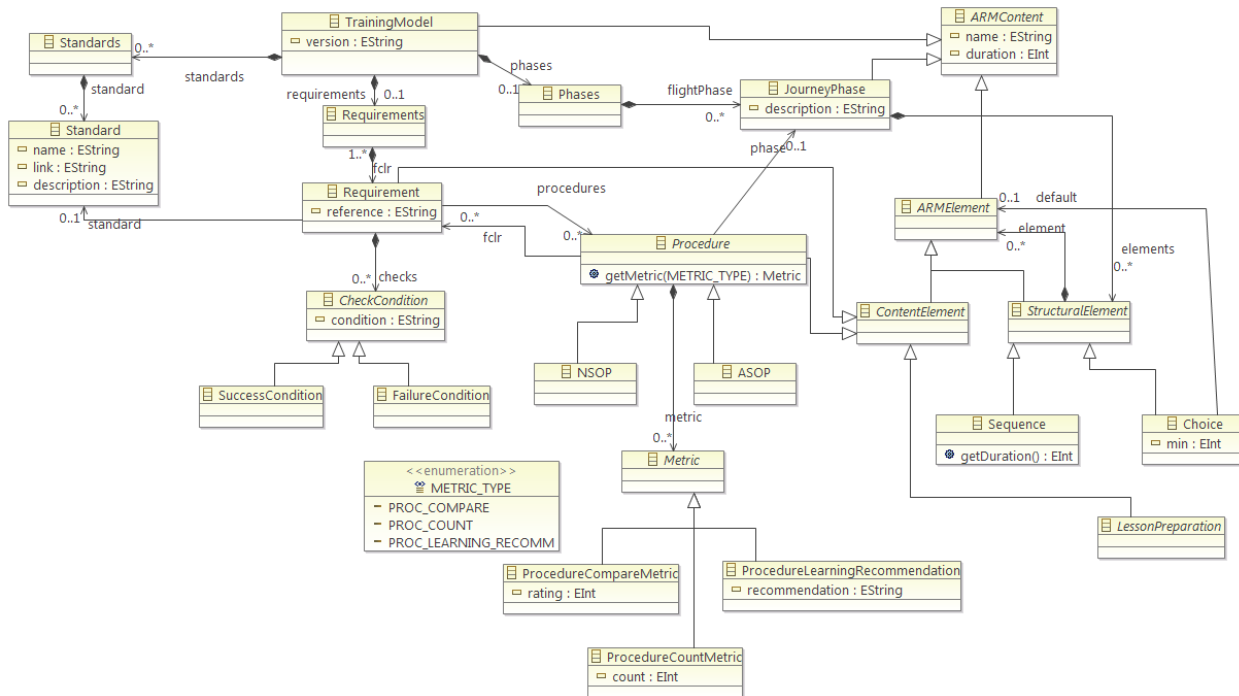 TrainingModel
version : EString
ARMContent
name : EString
duration : EInt
Standards
0..*
standards
standard
0..*
phases
0..1
Phases
flightPhase
0..*
JourneyPhase
description : EString
requirements
0..1
Requirements
Standard
name : EString
link : EString
description : EString
1..*
fclr
phase
0..1
Requirement
reference : EString
procedures
0..*
0..*
fclr
0..1
standard
0..1
default
ARMElement
element
0..*
elements
0..*
Procedure
getMetric(METRIC_TYPE) : Metric
0..*
checks
CheckCondition
condition : EString
ContentElement
StructuralElement
NSOP
ASOP
SuccessCondition
FailureCondition
metric
0..*
Sequence
getDuration() : EInt
Choice
min : EInt
Metric
<<enumeration>>
METRIC_TYPE
PROC_COMPARE
PROC_COUNT
PROC_LEARNING_RECOMM
LessonPreparation
ProcedureCompareMetric
rating : EInt
ProcedureLearningRecommendation
recommendation : EString
ProcedureCountMetric
count : EInt